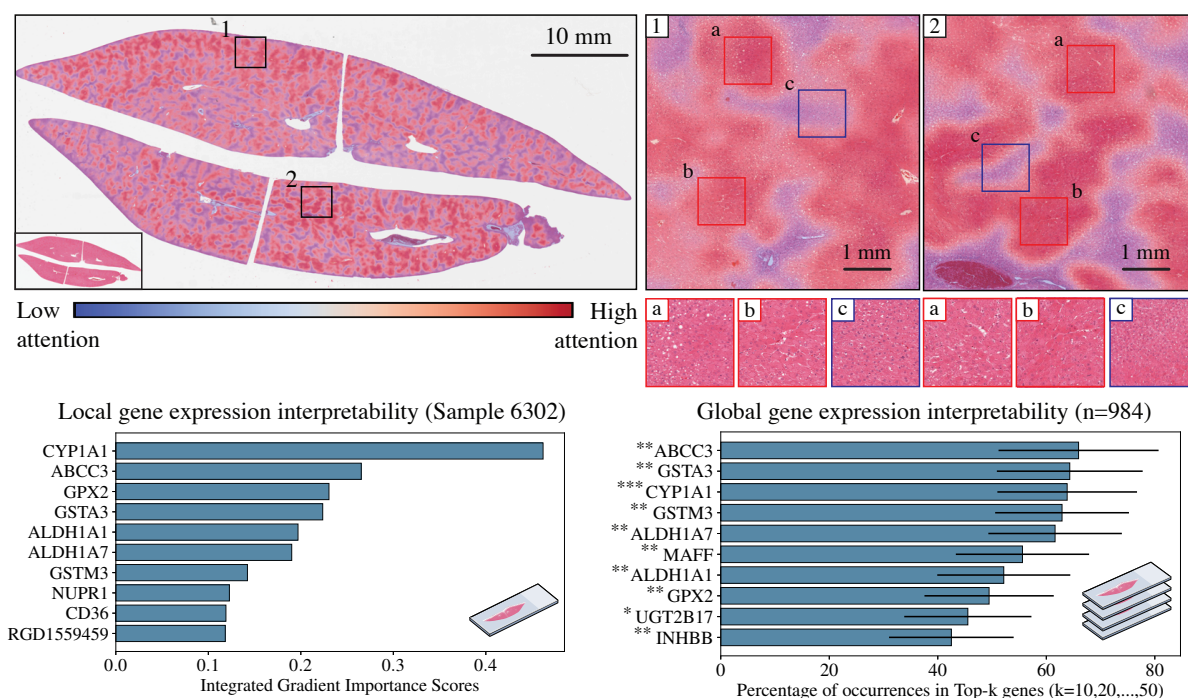 1
10 mm
2
Low
attention
High
attention
1
a
c
b
1 mm
2
a
c
b
1 mm
a
b
c
a
b
c
Local gene expression interpretability (Sample 6302)
CYP1A1
ABCC3
GPX2
GSTA3
ALDH1A1
ALDH1A7
GSTM3
NUPR1
CD36
RGD1559459
0.0 0.1 0.2 0.3 0.4
Integrated Gradient Importance Scores
Global gene expression interpretability (n=984)
**ABCC3
**GSTA3
***CYP1A1
**GSTM3
**ALDH1A7
**MAFF
**ALDH1A1
**GPX2
*UGT2B17
**INHBB
0 20 40 60 80
Percentage of occurrences in Top-k genes (k=10,20,...,50)